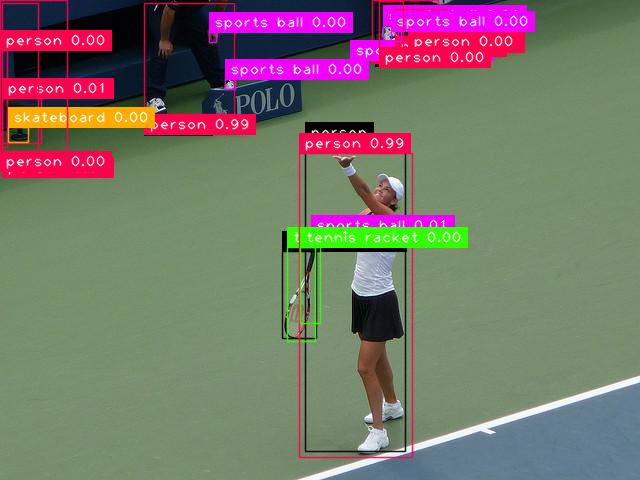 sports ball 0.00
sports ball 0.00
person 0.00
person 0.00
spo
person 0.00
sports ball 0.00
person 0.01
POLO
skateboard 0.00
person 0.99
person
person 0.99
person 0.00
sports ball 0.01
t
tennis racket 0.00